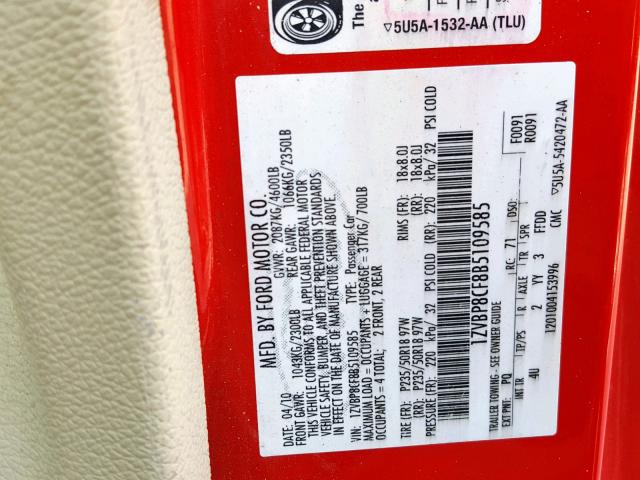 The a
▽5U5A-1532-AA (TLU)
MFD. BY FORD MOTOR CO.
DATE: 04/10 GVWR: 2087KG/4600LB
FRONT GAWR: 1043KG/2300LB REAR GAWR: 1066KG/2350LB
THIS VEHICLE CONFORMS TO ALL APPLICABLE FEDERAL MOTOR
VEHICLE SAFETY, BUMPER, AND THEFT PREVENTION STANDARDS
IN EFFECT ON THE DATE OF MANUFACTURE SHOWN ABOVE.
VIN: 1ZVBP8CF8B5109585 TYPE: Passenger Car
MAXIMUM LOAD = OCCUPANTS + LUGGAGE = 317KG/700LB
OCCUPANTS = 4 TOTAL: 2 FRONT, 2 REAR
TIRE (FR): P235/50R18 97W RIMS (FR): 18x8.0J
(RR): P235/50R18 97W (RR): 18x8.0J
PRESSURE (FR): 220 kPa/ 32 PSI COLD (RR): 220 kPa/ 32 PSI COLD
1ZVBP8CF8B5109585
TRAILER TOWING - SEE OWNER GUIDE F0091
EXT PNT: PQ RC: 71 DSO: R0091
INT TR TP/PS R AXLE TR SPR
4U 2 YY 3 FFDD
1201004153996 CMC ▽5U5A-5420472-AA